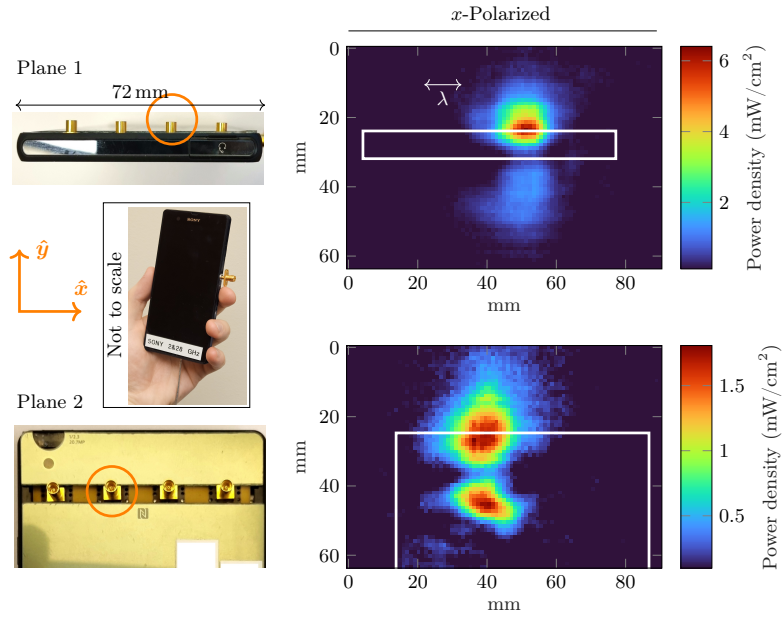 x-Polarized
Plane 1
72 mm
λ
0
20
40
60
mm
0
20
40
60
80
mm
2
4
6
Power density (mW/cm²)
ŷ
x̂
Not to scale
SONY
SONY 2&28 GHz
Plane 2
0
20
40
60
mm
0
20
40
60
80
mm
0.5
1
1.5
Power density (mW/cm²)